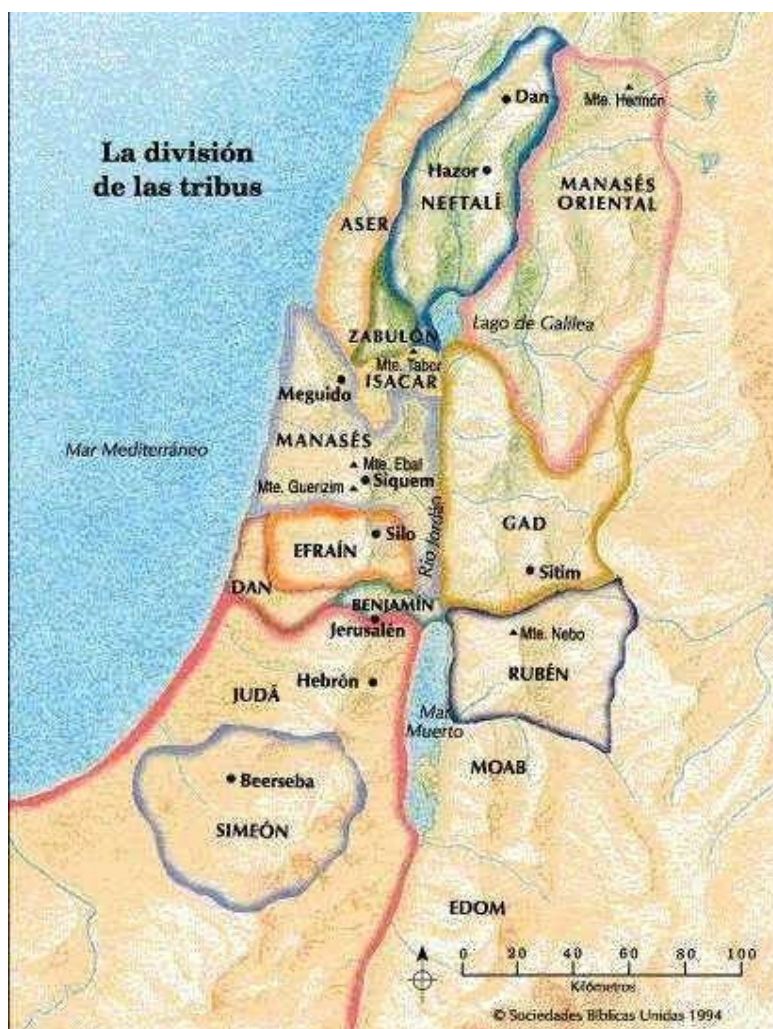 La división
de las tribus
Dan
Mte. Hermón
Hazor
NEFTALÍ
MANASÉS
ORIENTAL
ASER
Lago de Galilea
ZABULÓN
Mte. Tabor
ISACAR
Meguido
Mar Mediterráneo
MANASÉS
Mte. Ebal
Mte. Guerizim
Siquem
Río Jordán
GAD
Silo
EFRAÍN
Sitim
DAN
BENJAMÍN
Jerusalén
Mte. Nebo
RUBÉN
Hebrón
JUDÁ
Mar
Muerto
MOAB
Beerseba
SIMEÓN
EDOM
0 20 40 60 80 100
Kilómetros
© Sociedades Bíblicas Unidas 1994